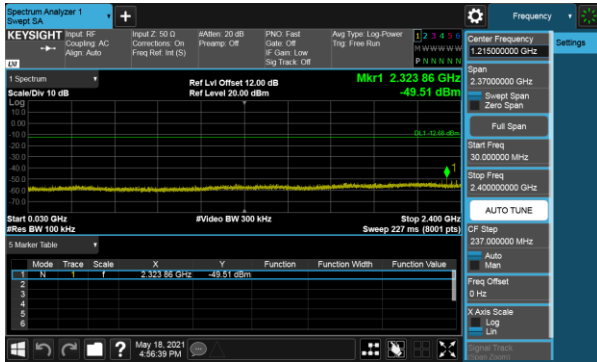 Spectrum Analyzer 1
Swept SA
+
Frequency
KEYSIGHT
Input: RF
Coupling: AC
Align: Auto
Input Z: 50 Ω
Corrections: On
Freq Ref: Int (S)
#Atten: 20 dB
Preamp: Off
PNO: Fast
Gate: Off
IF Gain: Low
Sig Track: Off
Avg Type: Log-Power
Trig: Free Run
1 2 3 4 5 6
M W W W W W
P N N N N N
1 Spectrum
Scale/Div 10 dB
Ref Lvl Offset 12.00 dB
Ref Level 20.00 dBm
Mkr1 2.323 86 GHz
-49.51 dBm
Log
10.0
0.00
-10.0
-20.0
-30.0
-40.0
-50.0
-60.0
-70.0
DL1 -12.66 dBm
1
Start 0.030 GHz
#Res BW 100 kHz
#Video BW 300 kHz
Stop 2.400 GHz
Sweep 227 ms (8001 pts)
5 Marker Table
Mode Trace Scale X Y Function Function Width Function Value
1 N 1 f 2.323 86 GHz -49.51 dBm
2
3
4
5
6
? May 18, 2021
4:56:39 PM
Center Frequency
1.215000000 GHz
Settings
Span
2.37000000 GHz
Swept Span
Zero Span
Full Span
Start Freq
30.000000 MHz
Stop Freq
2.400000000 GHz
AUTO TUNE
CF Step
237.000000 MHz
Auto
Man
Freq Offset
0 Hz
X Axis Scale
Log
Lin
Signal Track
(Span Zoom)